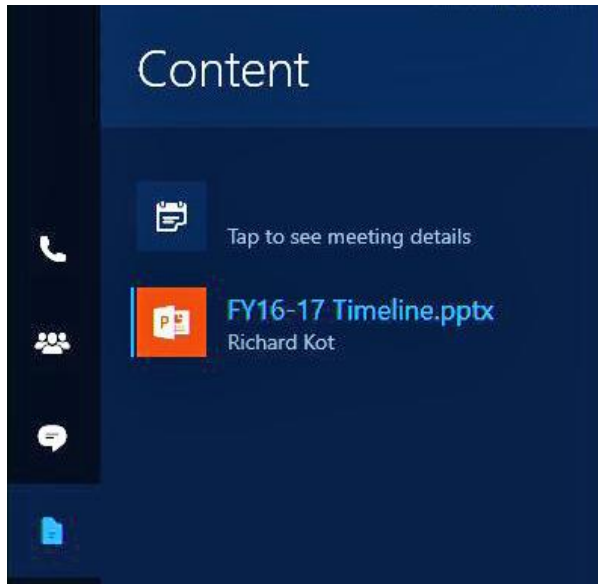 Content
Tap to see meeting details
FY16-17 Timeline.pptx
Richard Kot